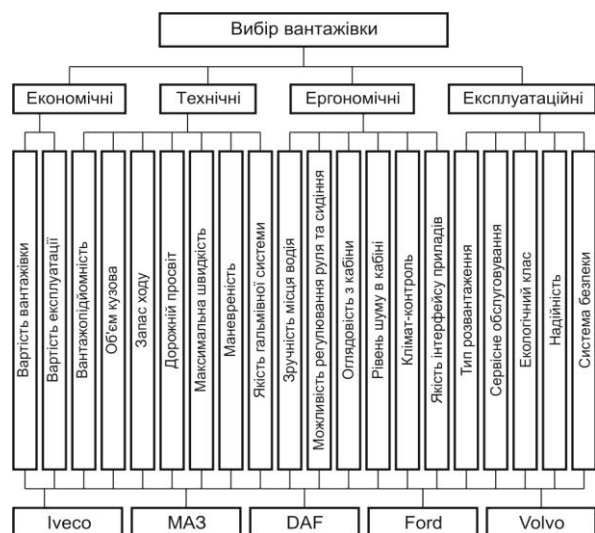 Вибір вантажівки
Економічні
Технічні
Ергономічні
Експлуатаційні
Вартість вантажівки
Вартість експлуатації
Вантажопідйомність
Об'єм кузова
Запас ходу
Дорожній просвіт
Максимальна швидкість
Маневреність
Якість гальмівної системи
Зручність місця водія
Можливість регулювання руля та сидіння
Оглядовість з кабіни
Рівень шуму в кабіні
Клімат-контроль
Якість інтерфейсу приладів
Тип розвантаження
Сервісне обслуговування
Екологічний клас
Надійність
Система безпеки
Iveco
МАЗ
DAF
Ford
Volvo